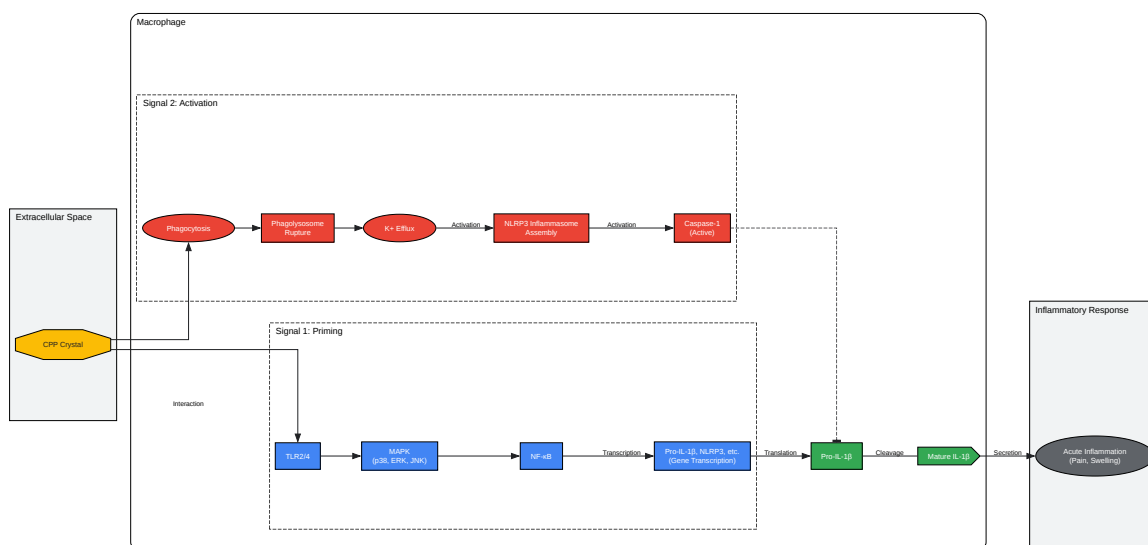 Macrophage
Signal 2: Activation
Extracellular Space
Phagocytosis
Phagolysosome
Rupture
K+ Efflux
Activation
NLRP3 Inflammasome
Assembly
Activation
Caspase-1
(Active)
CPP Crystal
Inflammatory Response
Signal 1: Priming
Interaction
TLR2/4
MAPK
(p38, ERK, JNK)
NF-κB
Transcription
Pro-IL-1β, NLRP3, etc.
(Gene Transcription)
Translation
Pro-IL-1β
Cleavage
Mature IL-1β
Secretion
Acute Inflammation
(Pain, Swelling)